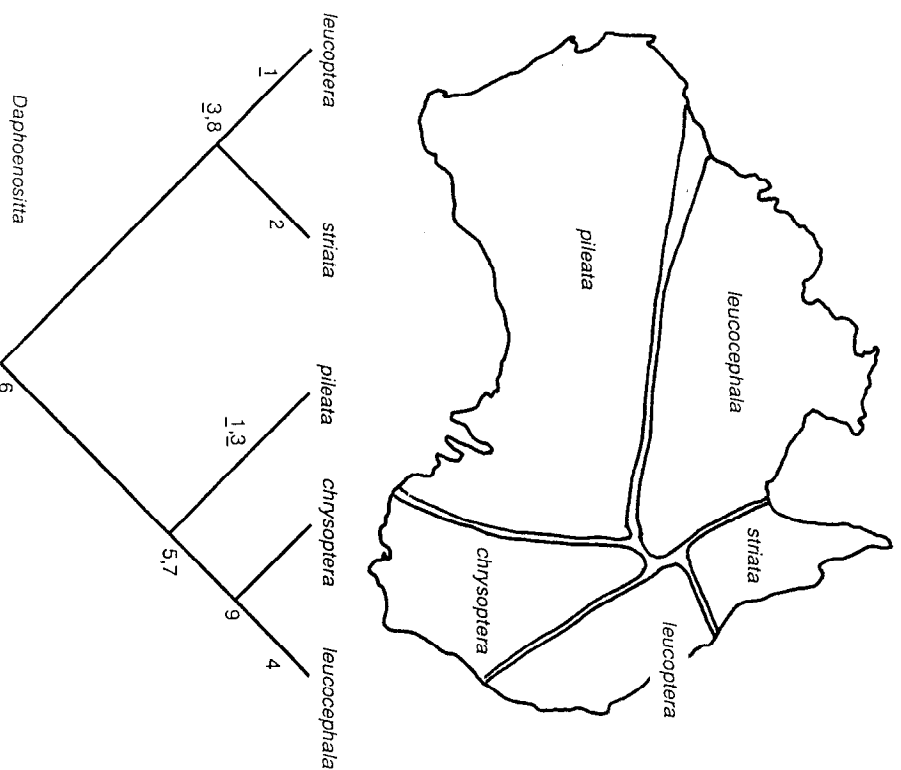 leucocephala
striata
leucoptera
pileata
chrysoptera
leucoptera
striata
pileata
chrysoptera
leucocephala
1
2
4
1,3
9
3,8
5,7
Daphoenositta
6